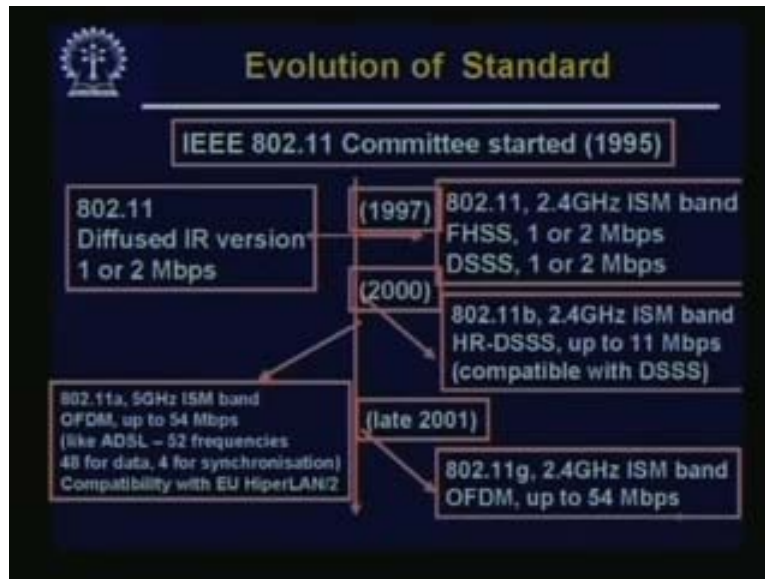 Evolution of Standard
IEEE 802.11 Committee started (1995)
802.11
Diffused IR version
1 or 2 Mbps
(1997)
802.11, 2.4GHz ISM band
FHSS, 1 or 2 Mbps
DSSS, 1 or 2 Mbps
(2000)
802.11b, 2.4GHz ISM band
HR-DSSS, up to 11 Mbps
(compatible with DSSS)
802.11a, 5GHz ISM band
OFDM, up to 54 Mbps
(like ADSL – 52 frequencies
48 for data, 4 for synchronisation)
Compatibility with EU HiperLAN/2
(late 2001)
802.11g, 2.4GHz ISM band
OFDM, up to 54 Mbps